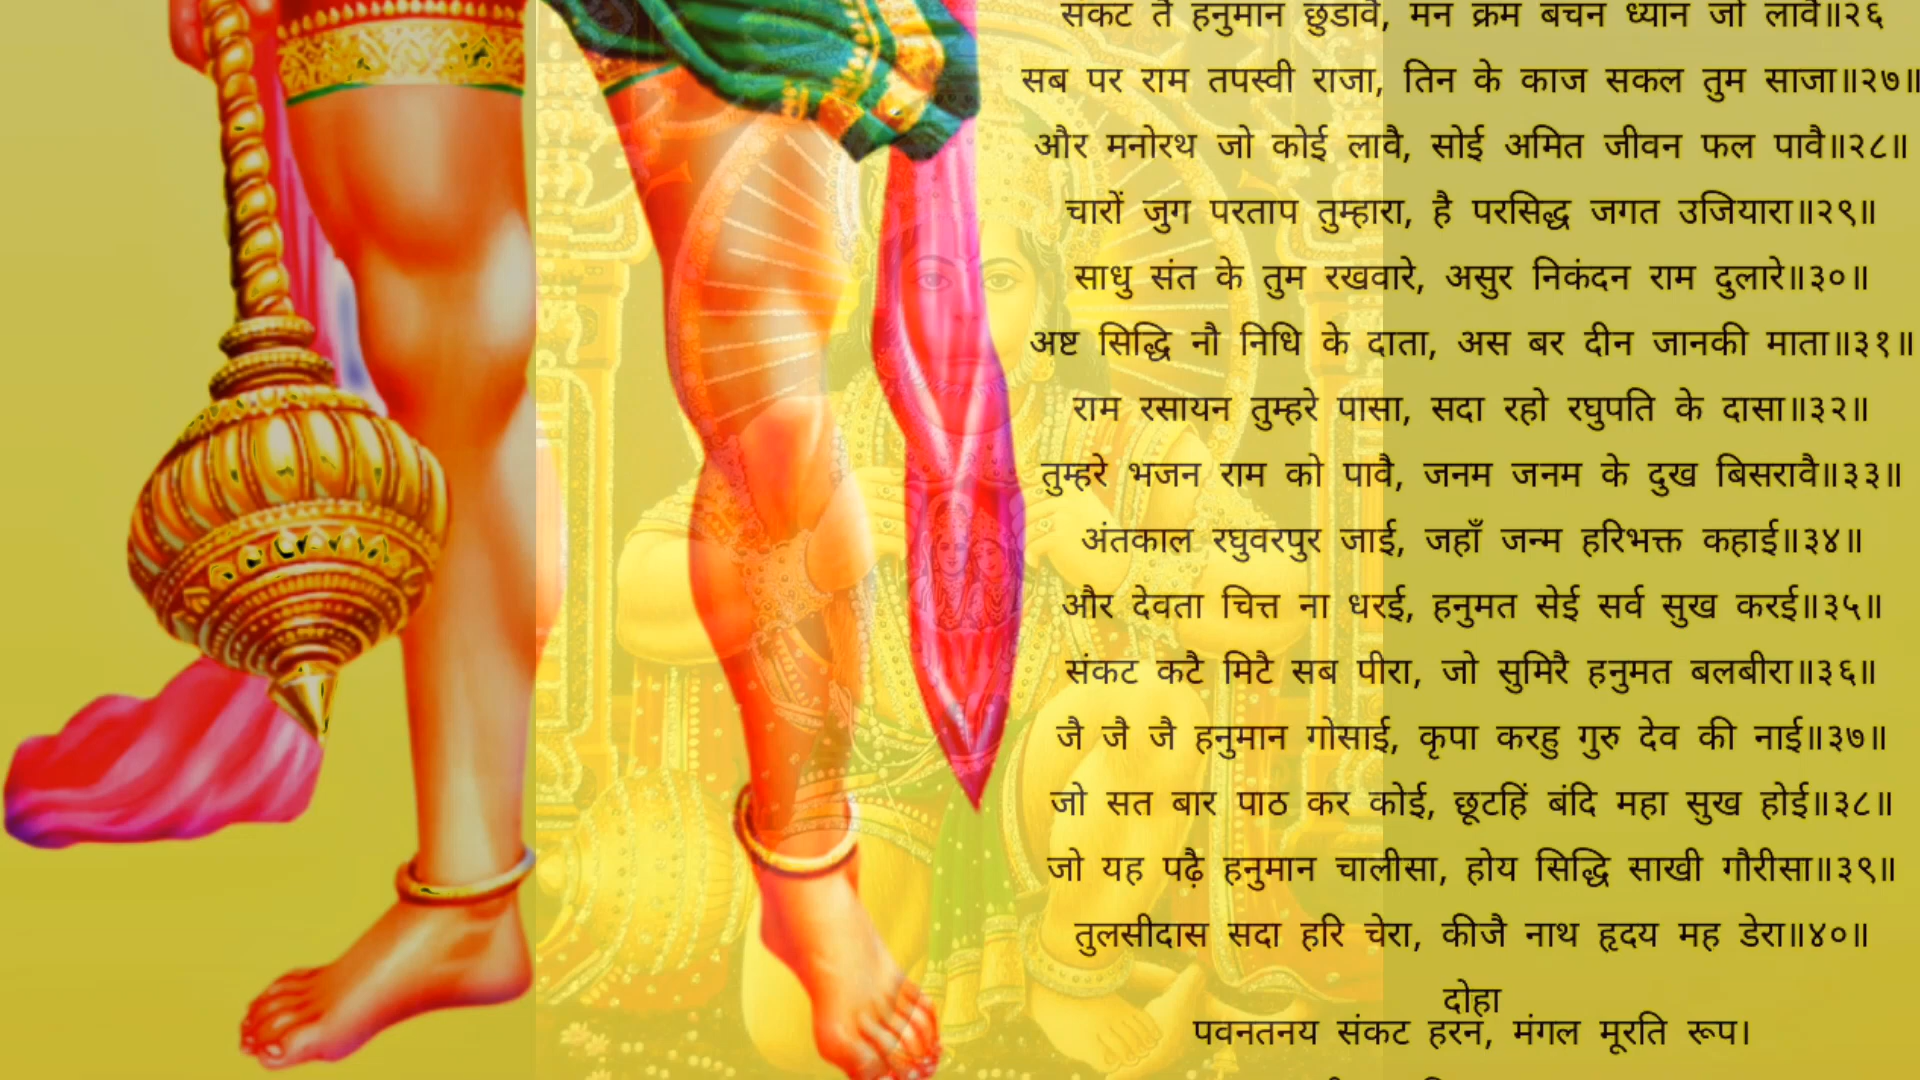 संकट तै हनुमान छुडावै, मन क्रम बचन ध्यान जो लावै॥२६
सब पर राम तपस्वी राजा, तिन के काज सकल तुम साजा॥२७॥
और मनोरथ जो कोई लावै, सोई अमित जीवन फल पावै॥२८॥
चारों जुग परताप तुम्हारा, है परसिद्ध जगत उजियारा॥२९॥
साधु संत के तुम रखवारे, असुर निकंदन राम दुलारे॥३०॥
अष्ट सिद्धि नौ निधि के दाता, अस बर दीन जानकी माता॥३१॥
राम रसायन तुम्हरे पासा, सदा रहो रघुपति के दासा॥३२॥
तुम्हरे भजन राम को पावै, जनम जनम के दुख बिसरावै॥३३॥
अंतकाल रघुवरपुर जाई, जहाँ जन्म हरिभक्त कहाई॥३४॥
और देवता चित्त ना धरई, हनुमत सेई सर्व सुख करई॥३५॥
संकट कटै मिटै सब पीरा, जो सुमिरै हनुमत बलबीरा॥३६॥
जै जै जै हनुमान गोसाई, कृपा करहु गुरु देव की नाई॥३७॥
जो सत बार पाठ कर कोई, छूटहिं बंदि महा सुख होई॥३८॥
जो यह पढ़ै हनुमान चालीसा, होय सिद्धि साखी गौरीसा॥३९॥
तुलसीदास सदा हरि चेरा, कीजै नाथ हृदय मह डेरा॥४०॥
दोहा
पवनतनय संकट हरन, मंगल मूरति रूप।